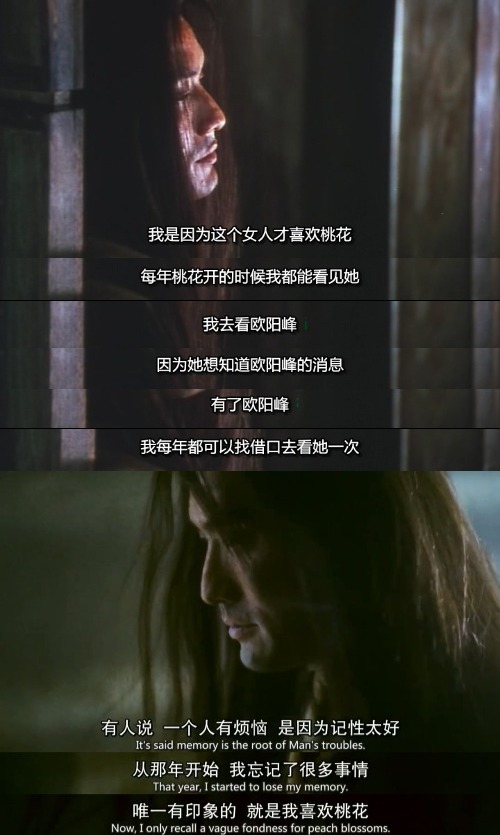 我是因为这个女人才喜欢桃花
每年桃花开的时候我都能看见她
我去看欧阳峰
因为她想知道欧阳峰的消息
有了欧阳峰
我每年都可以找借口去看她一次
有人说 一个人有烦恼 是因为记性太好
It's said memory is the root of Man's troubles.
从那年开始 我忘记了很多事情
That year, I started to lose my memory.
唯一有印象的 就是我喜欢桃花
Now, I only recall a vague fondness for peach blossoms.